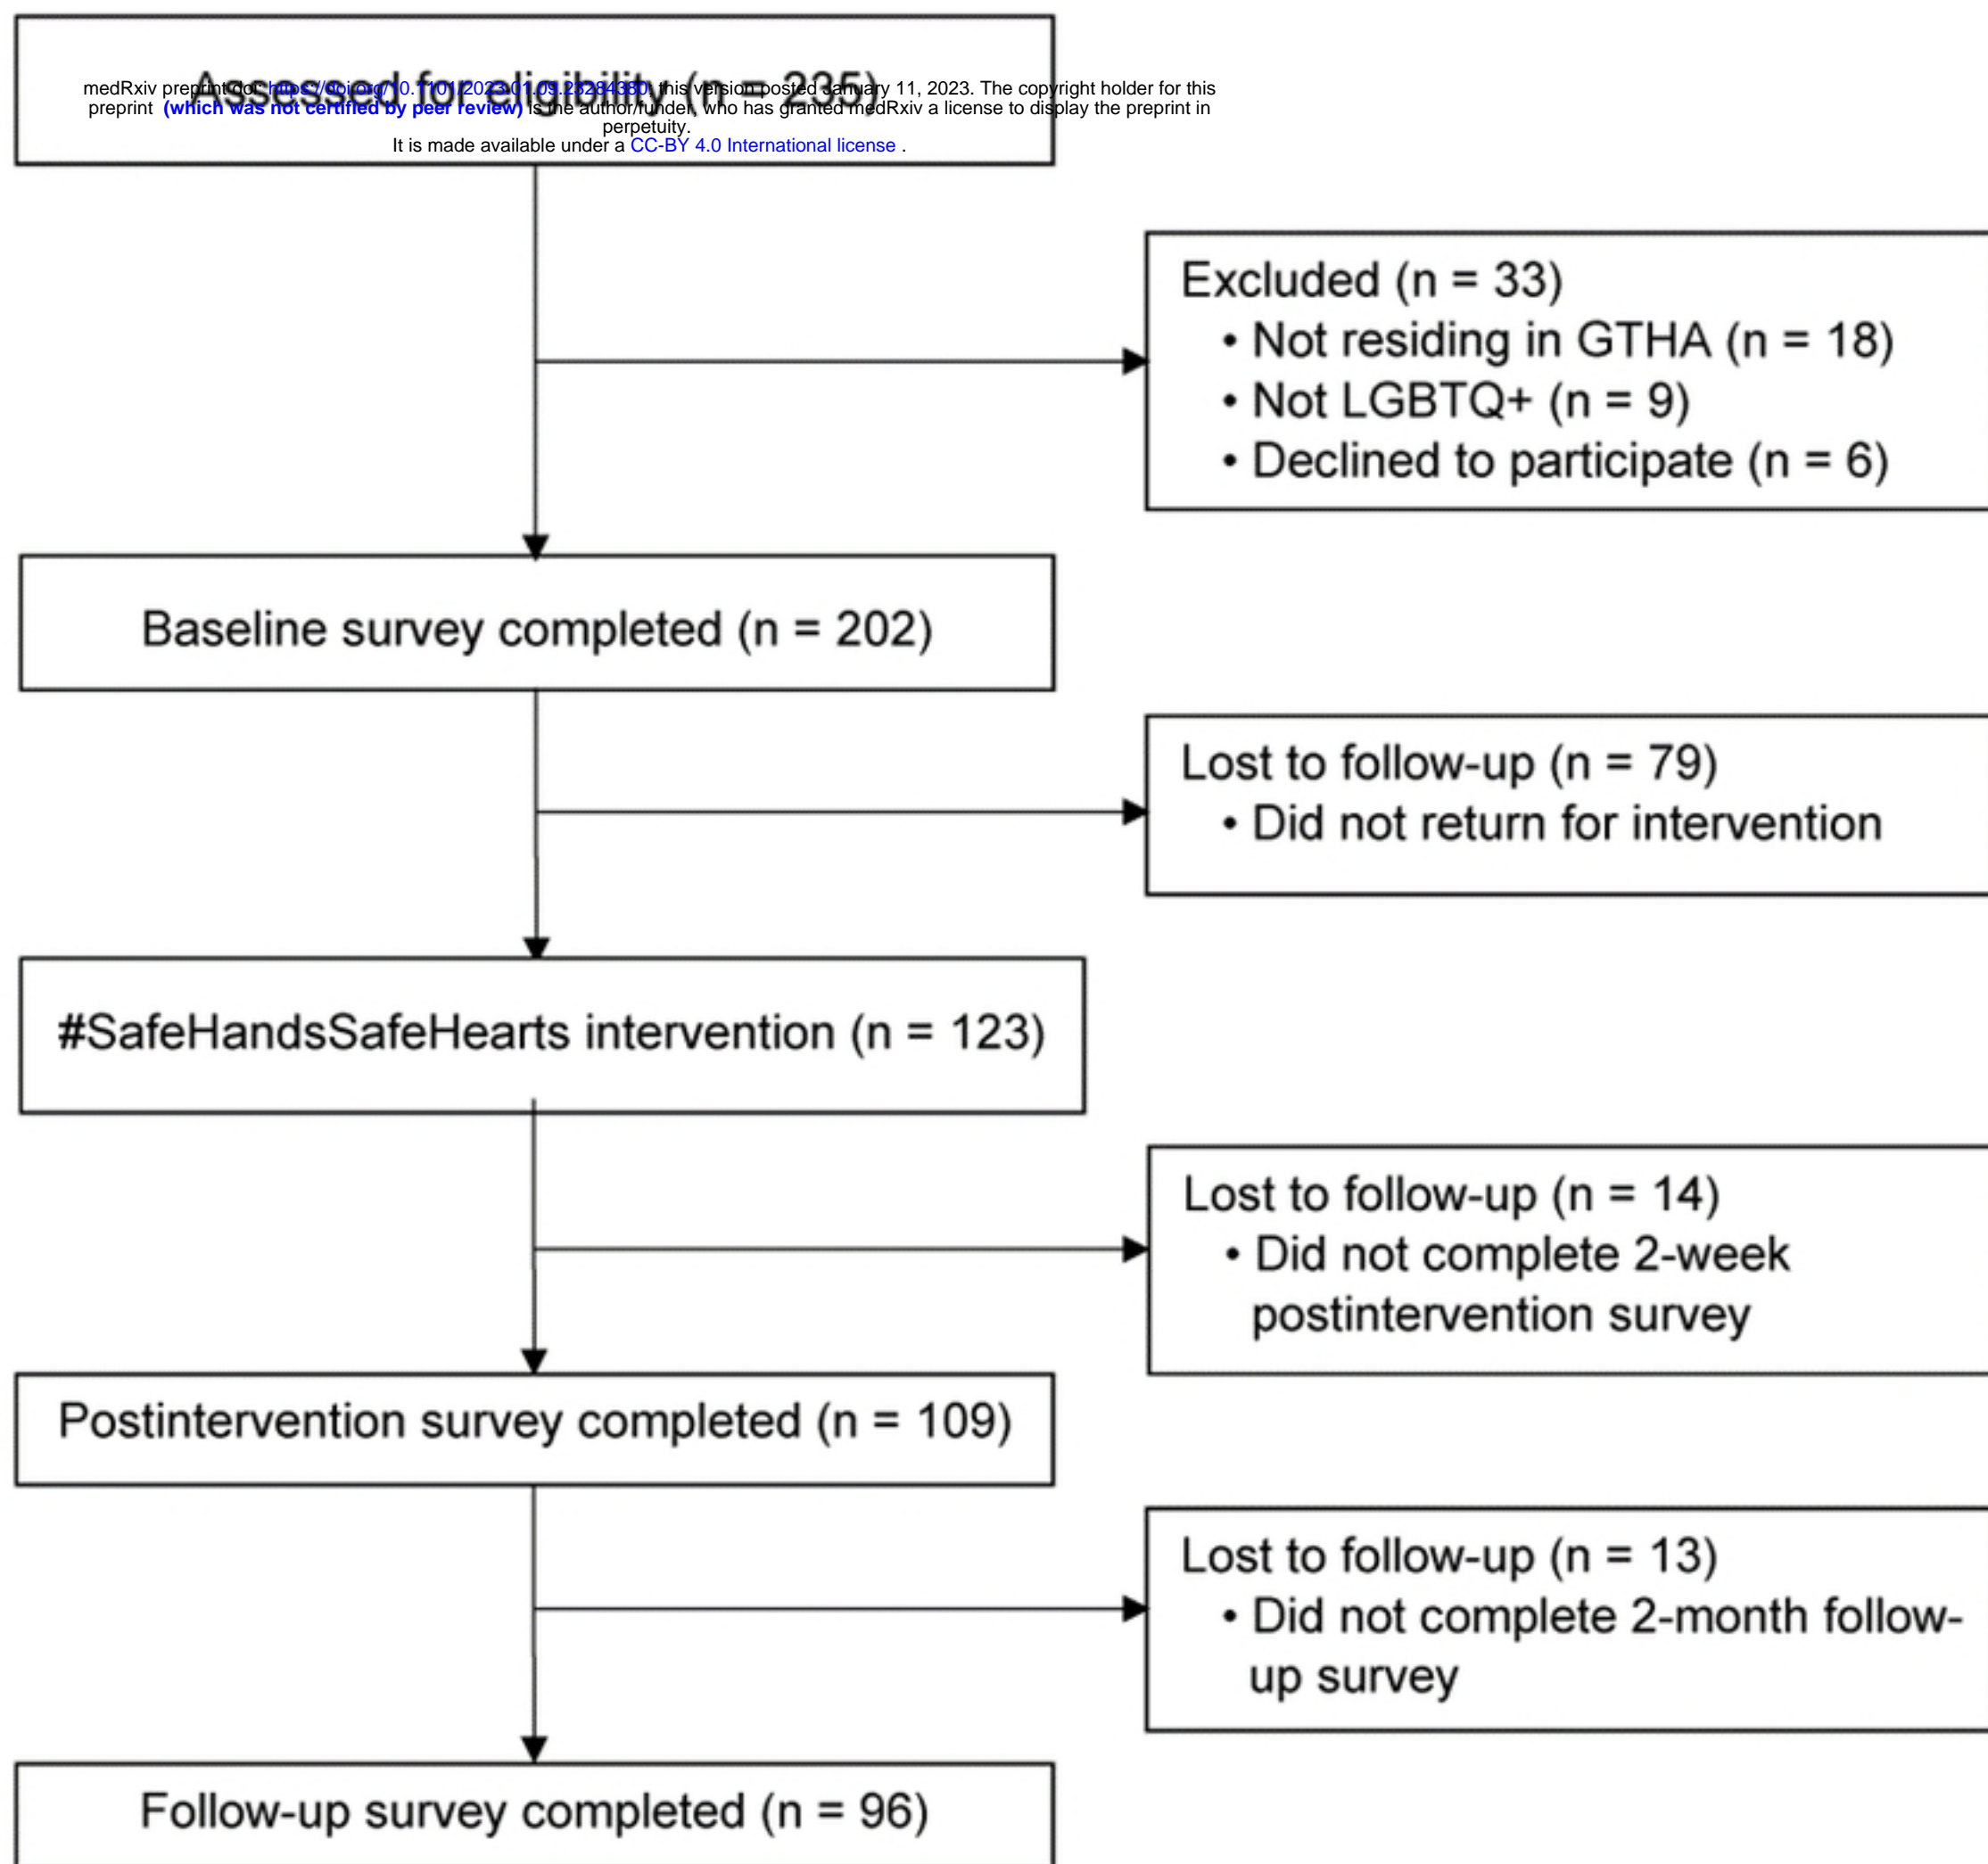 Assessed for eligibility (n = 235)
medRxiv preprint doi: https://doi.org/10.1101/2023.01.09.23284380; this version posted January 11, 2023. The copyright holder for this
preprint (which was not certified by peer review) is the author/funder, who has granted medRxiv a license to display the preprint in
perpetuity.
It is made available under a CC-BY 4.0 International license .
Excluded (n = 33)
• Not residing in GTHA (n = 18)
• Not LGBTQ+ (n = 9)
• Declined to participate (n = 6)
Baseline survey completed (n = 202)
Lost to follow-up (n = 79)
• Did not return for intervention
#SafeHandsSafeHearts intervention (n = 123)
Lost to follow-up (n = 14)
• Did not complete 2-week
postintervention survey
Postintervention survey completed (n = 109)
Lost to follow-up (n = 13)
• Did not complete 2-month follow-
up survey
Follow-up survey completed (n = 96)